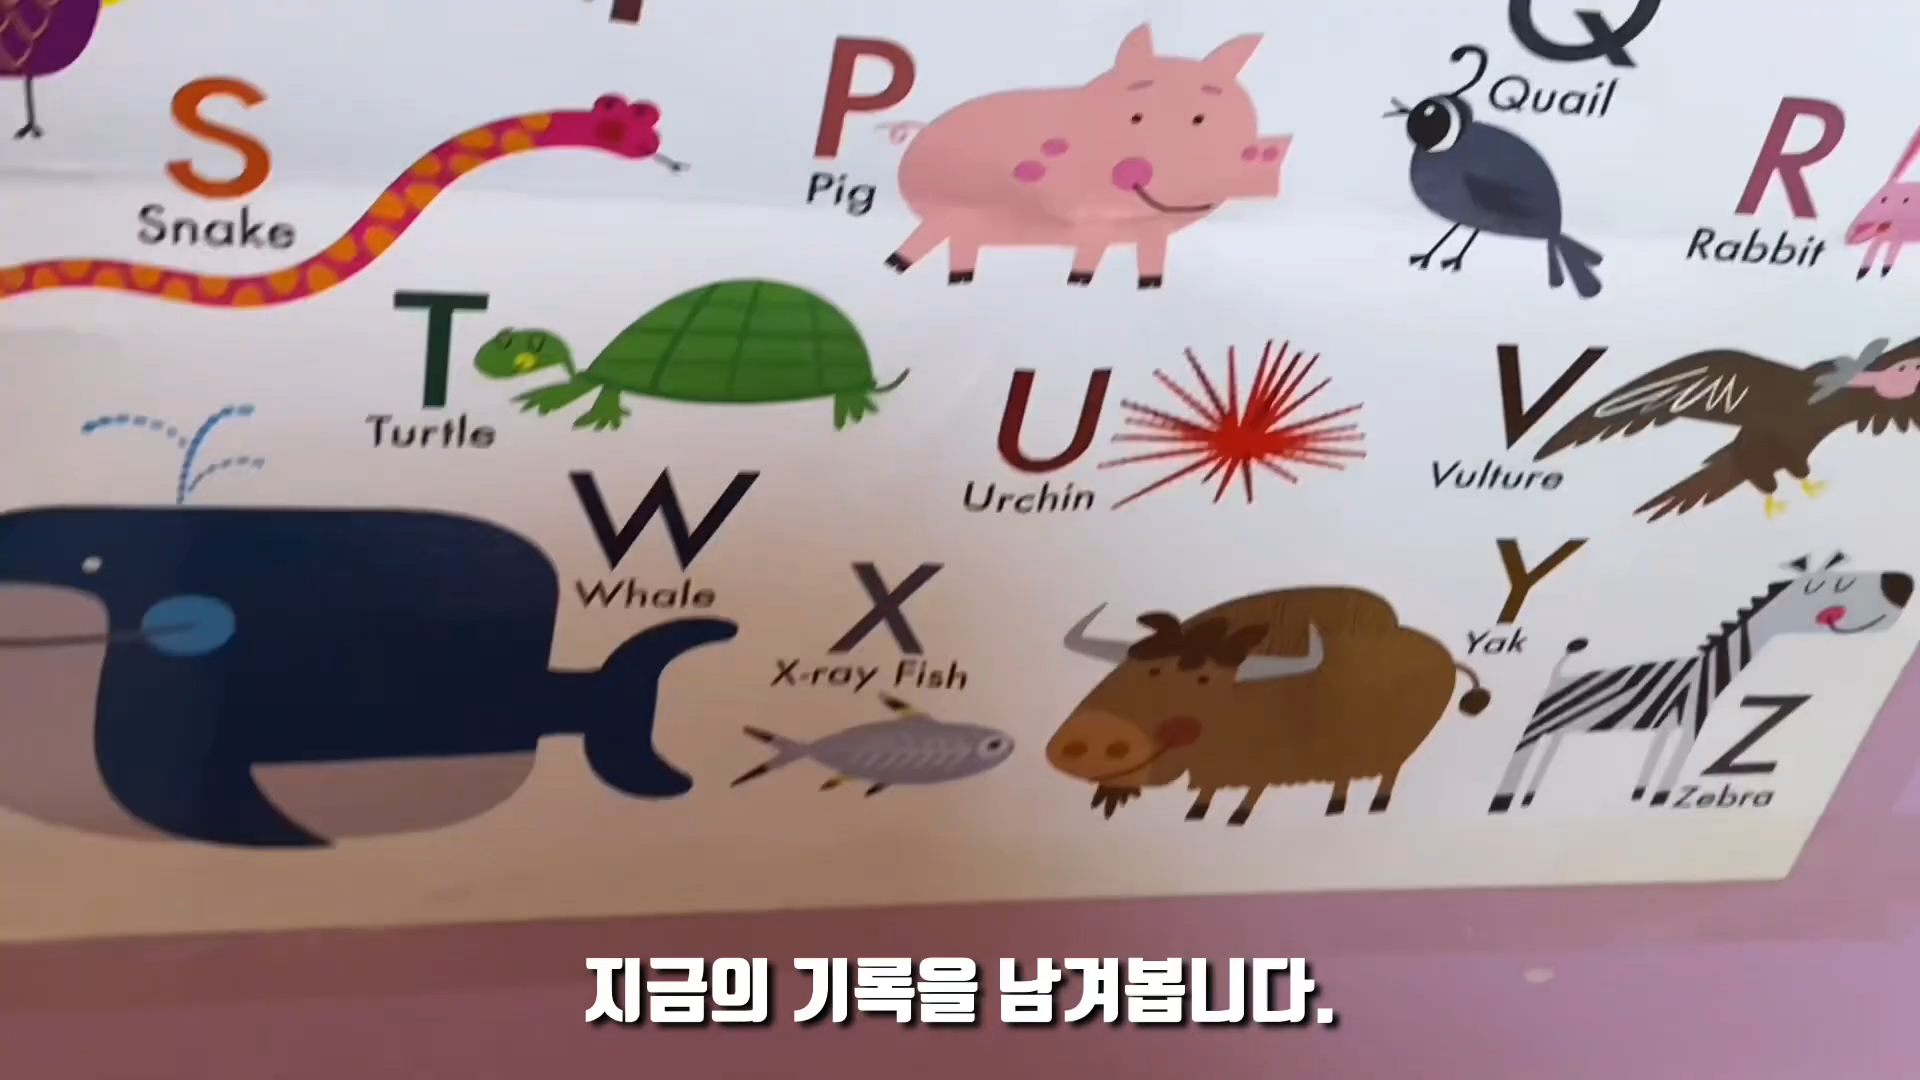 Q
Quail
P
Pig
S
Snake
R
Rabbit
T
Turtle
U
Urchin
V
Vulture
W
Whale
X
X-ray Fish
Y
Yak
Z
Zebra
지금의 기록을 남겨봅니다.